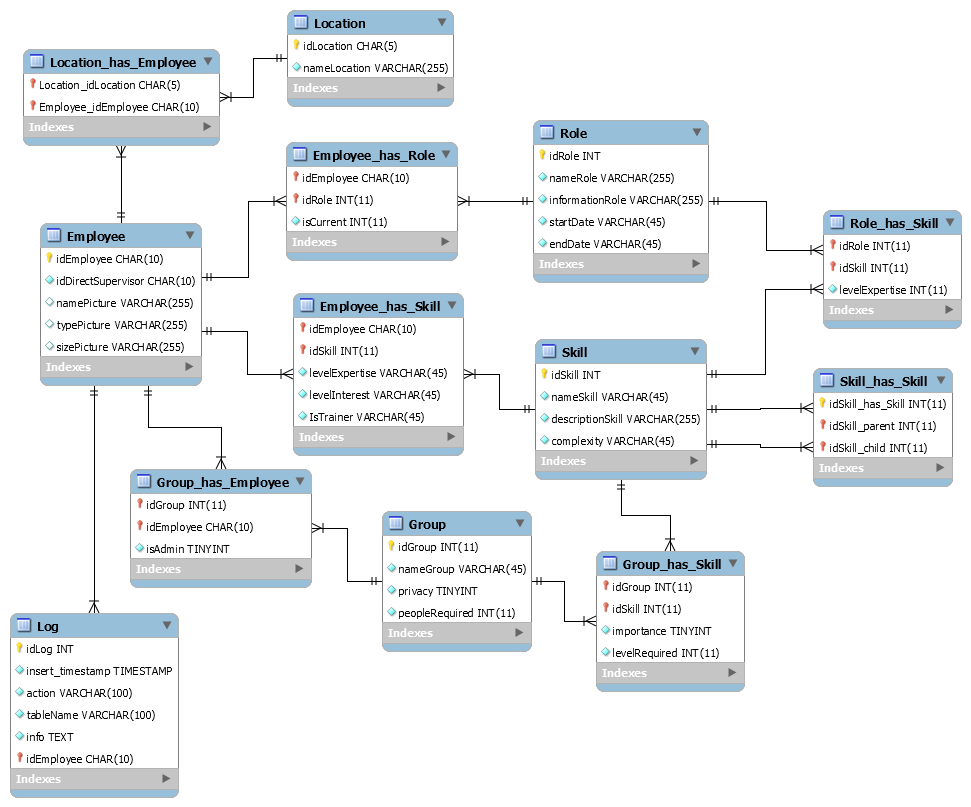 Location
idLocation CHAR(5)
nameLocation VARCHAR(255)
Indexes
Location_has_Employee
Location_idLocation CHAR(5)
Employee_idEmployee CHAR(10)
Indexes
Employee_has_Role
idEmployee CHAR(10)
idRole INT(11)
isCurrent INT(11)
Indexes
Role
idRole INT
nameRole VARCHAR(255)
informationRole VARCHAR(255)
startDate VARCHAR(45)
endDate VARCHAR(45)
Indexes
Role_has_Skill
idRole INT(11)
idSkill INT(11)
levelExpertise INT(11)
Indexes
Employee
idEmployee CHAR(10)
idDirectSupervisor CHAR(10)
namePicture VARCHAR(255)
typePicture VARCHAR(255)
sizePicture VARCHAR(255)
Indexes
Employee_has_Skill
idEmployee CHAR(10)
idSkill INT(11)
levelExpertise VARCHAR(45)
levelInterest VARCHAR(45)
IsTrainer VARCHAR(45)
Indexes
Skill
idSkill INT
nameSkill VARCHAR(45)
descriptionSkill VARCHAR(255)
complexity VARCHAR(45)
Indexes
Skill_has_Skill
idSkill_has_Skill INT(11)
idSkill_parent INT(11)
idSkill_child INT(11)
Indexes
Group_has_Employee
idGroup INT(11)
idEmployee CHAR(10)
isAdmin TINYINT
Indexes
Group
idGroup INT(11)
nameGroup VARCHAR(45)
privacy TINYINT
peopleRequired INT(11)
Indexes
Group_has_Skill
idGroup INT(11)
idSkill INT(11)
importance TINYINT
levelRequired INT(11)
Indexes
Log
idLog INT
insert_timestamp TIMESTAMP
action VARCHAR(100)
tableName VARCHAR(100)
info TEXT
idEmployee CHAR(10)
Indexes